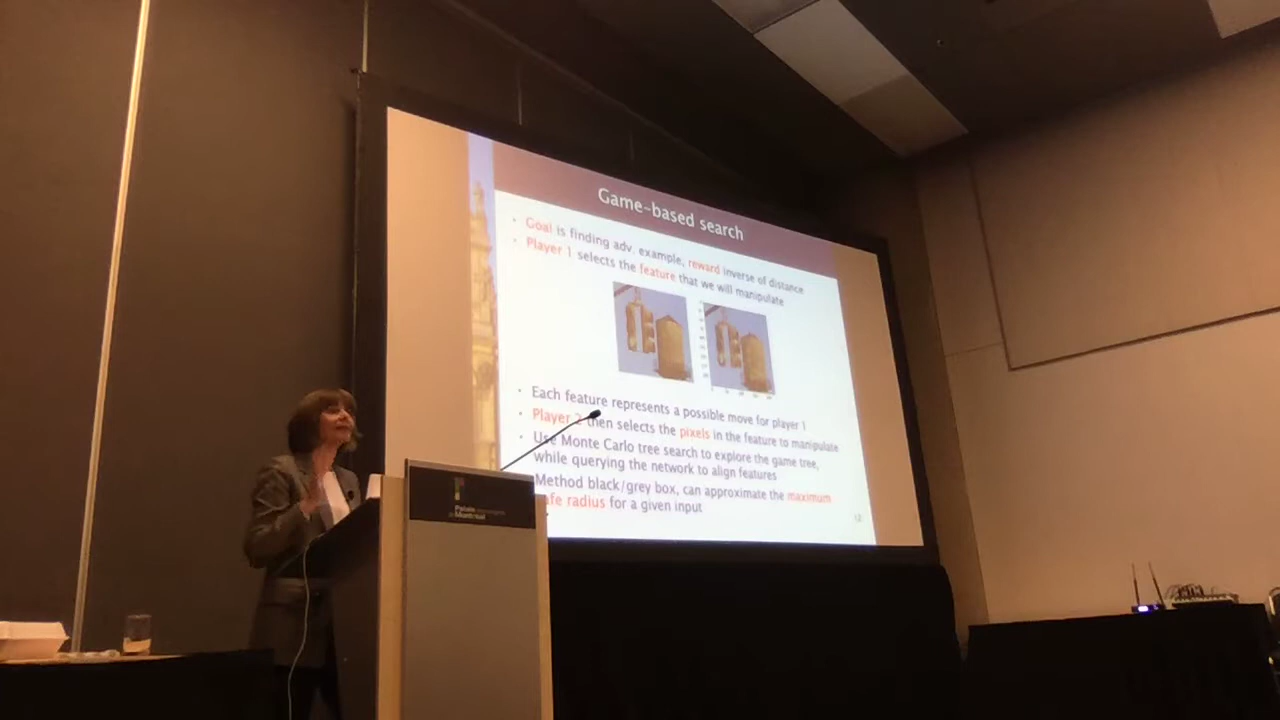 Game-based search
· Goal is finding adv. example, reward inverse of distance
· Player 1 selects the feature that we will manipulate
· Each feature represents a possible move for player 1
· Player 2 then selects the pixels in the feature to manipulate
· Use Monte Carlo tree search to explore the game tree,
while querying the network to align features
Method black/grey box, can approximate the maximum
afe radius for a given input
12
Palais
Montréal